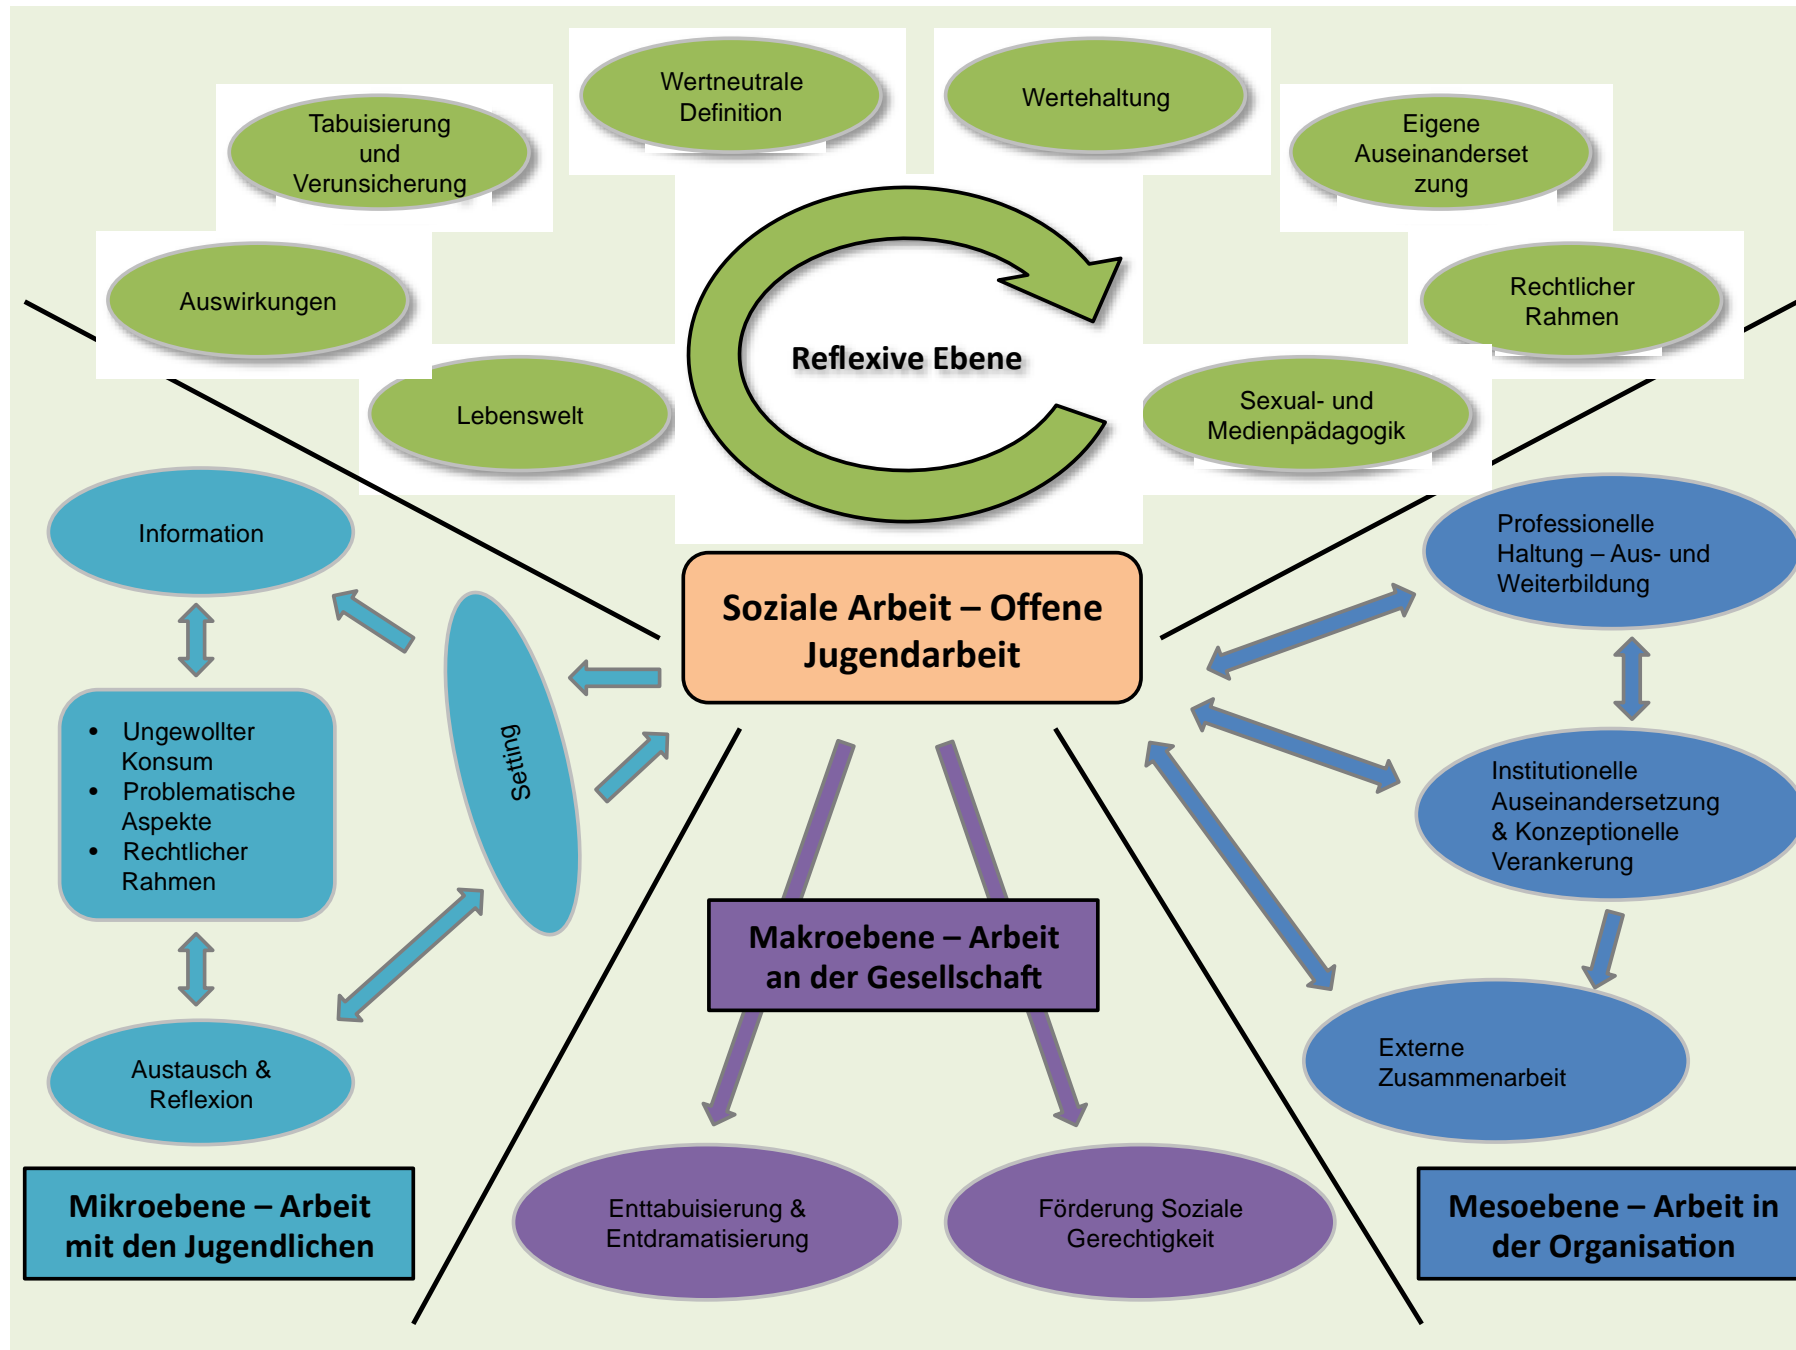 Wertneutrale
Definition
Wertehaltung
Tabuisierung
und
Verunsicherung
Eigene
Auseinanderset
zung
Auswirkungen
Rechtlicher
Rahmen
Reflexive Ebene
Lebenswelt
Sexual- und
Medienpädagogik
Soziale Arbeit – Offene
Jugendarbeit
Information
• Ungewollter
Konsum
• Problematische
Aspekte
• Rechtlicher
Rahmen
Setting
Austausch &
Reflexion
Mikroebene – Arbeit
mit den Jugendlichen
Makroebene – Arbeit
an der Gesellschaft
Enttabuisierung &
Entdramatisierung
Förderung Soziale
Gerechtigkeit
Professionelle
Haltung – Aus- und
Weiterbildung
Institutionelle
Auseinandersetzung
& Konzeptionelle
Verankerung
Externe
Zusammenarbeit
Mesoebene – Arbeit in
der Organisation